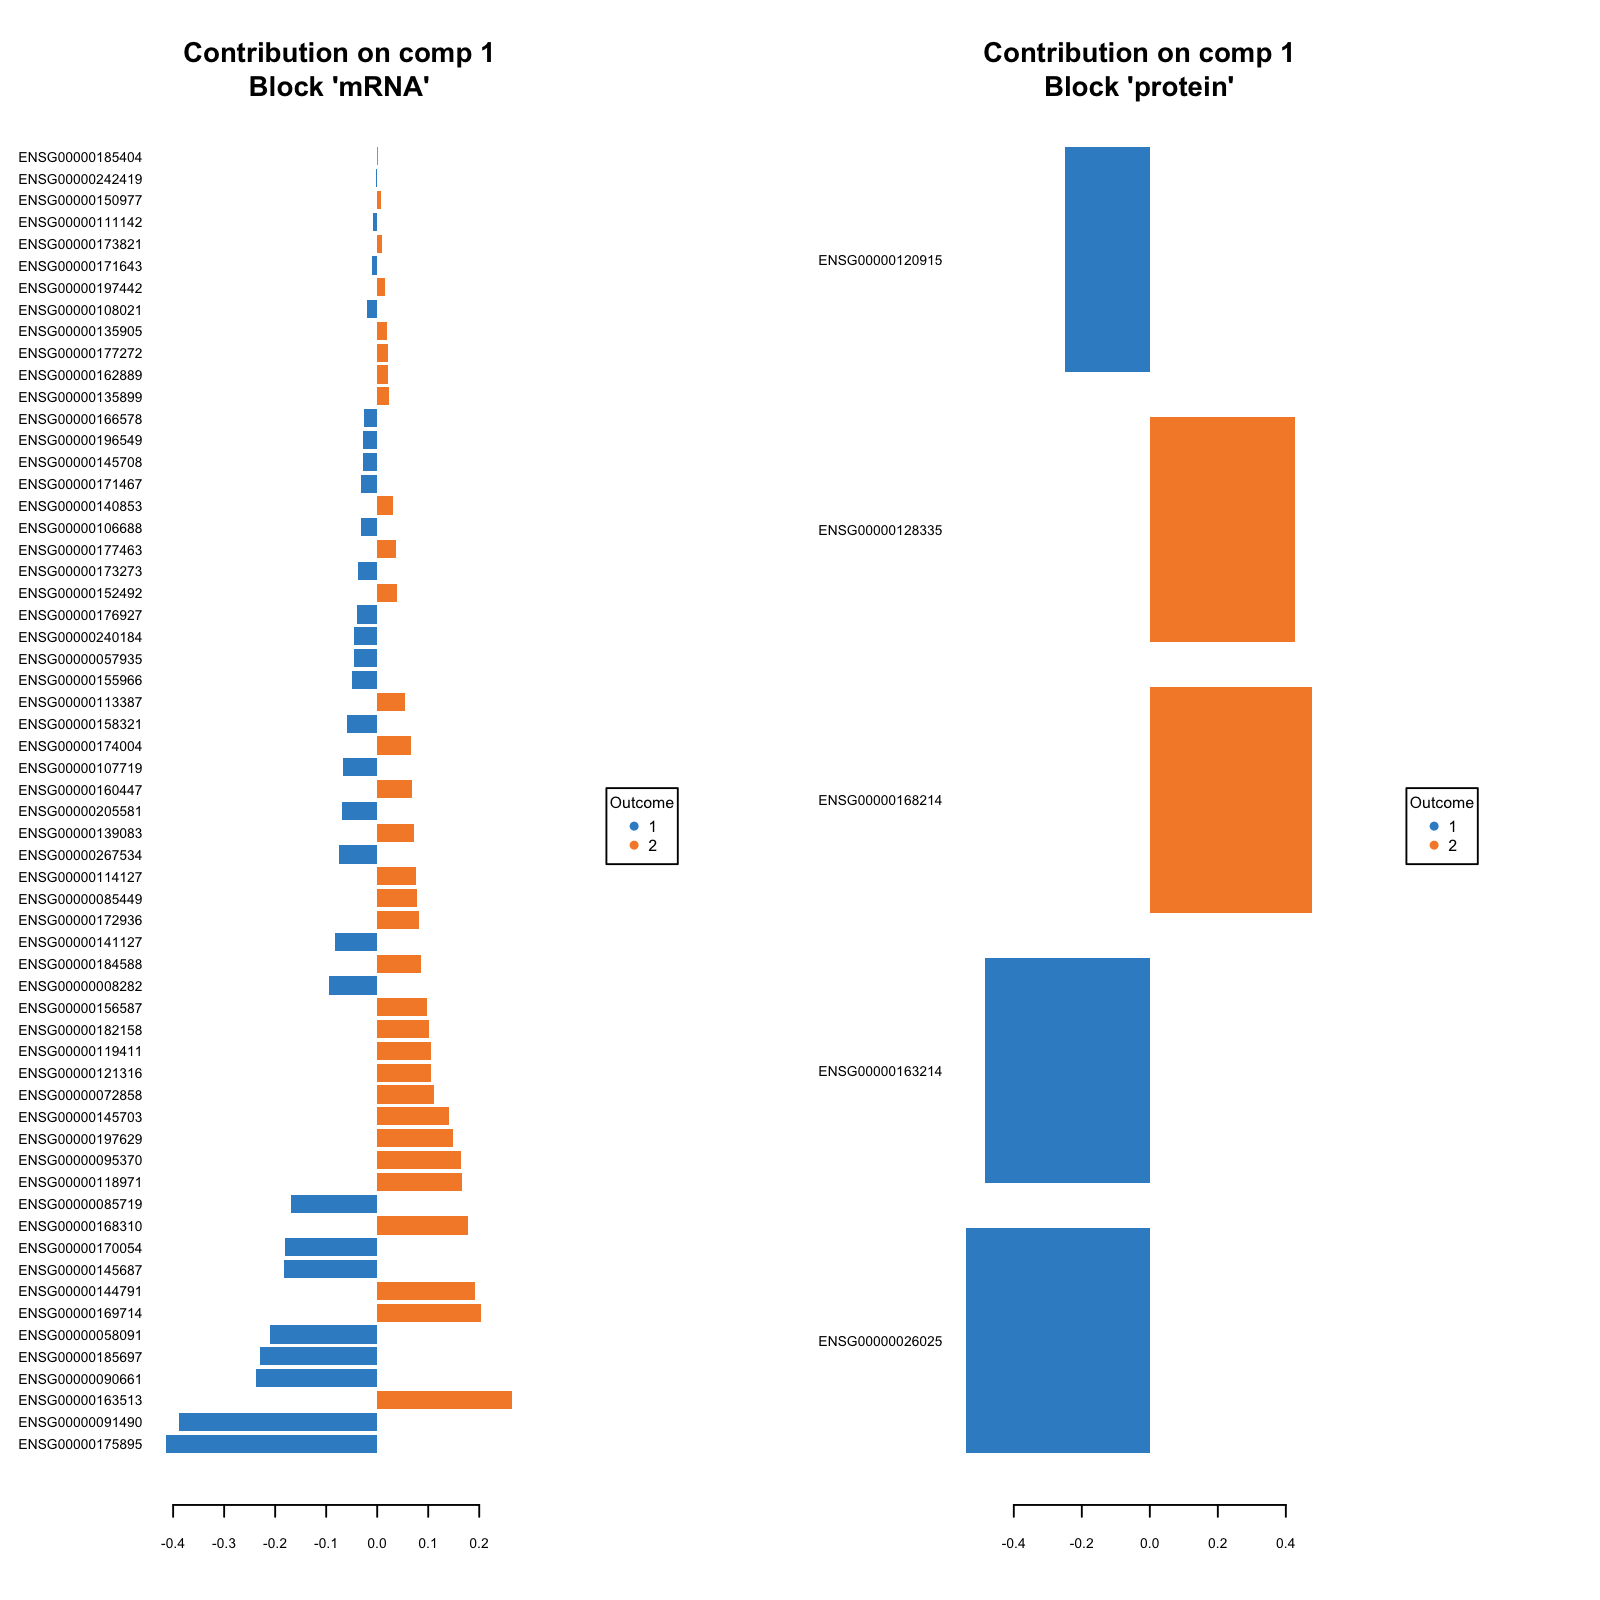 Contribution on comp 1
Block 'mRNA'
ENSG00000185404
ENSG00000242419
ENSG00000150977
ENSG00000111142
ENSG00000173821
ENSG00000171643
ENSG00000197442
ENSG00000108021
ENSG00000135905
ENSG00000177272
ENSG00000162889
ENSG00000135899
ENSG00000166578
ENSG00000196549
ENSG00000145708
ENSG00000171467
ENSG00000140853
ENSG00000106688
ENSG00000177463
ENSG00000173273
ENSG00000152492
ENSG00000176927
ENSG00000240184
ENSG00000057935
ENSG00000155966
ENSG00000113387
ENSG00000158321
ENSG00000174004
ENSG00000107719
ENSG00000160447
ENSG00000205581
ENSG00000139083
ENSG00000267534
ENSG00000114127
ENSG00000085449
ENSG00000172936
ENSG00000141127
ENSG00000184588
ENSG00000008282
ENSG00000156587
ENSG00000182158
ENSG00000119411
ENSG00000121316
ENSG00000072858
ENSG00000145703
ENSG00000197629
ENSG00000095370
ENSG00000118971
ENSG00000085719
ENSG00000168310
ENSG00000170054
ENSG00000145687
ENSG00000144791
ENSG00000169714
ENSG00000058091
ENSG00000185697
ENSG00000090661
ENSG00000163513
ENSG00000091490
ENSG00000175895
-0.4 -0.3 -0.2 -0.1 0.0 0.1 0.2
Outcome
1
2
Contribution on comp 1
Block 'protein'
ENSG00000120915
ENSG00000128335
ENSG00000168214
ENSG00000163214
ENSG00000026025
-0.4 -0.2 0.0 0.2 0.4
Outcome
1
2